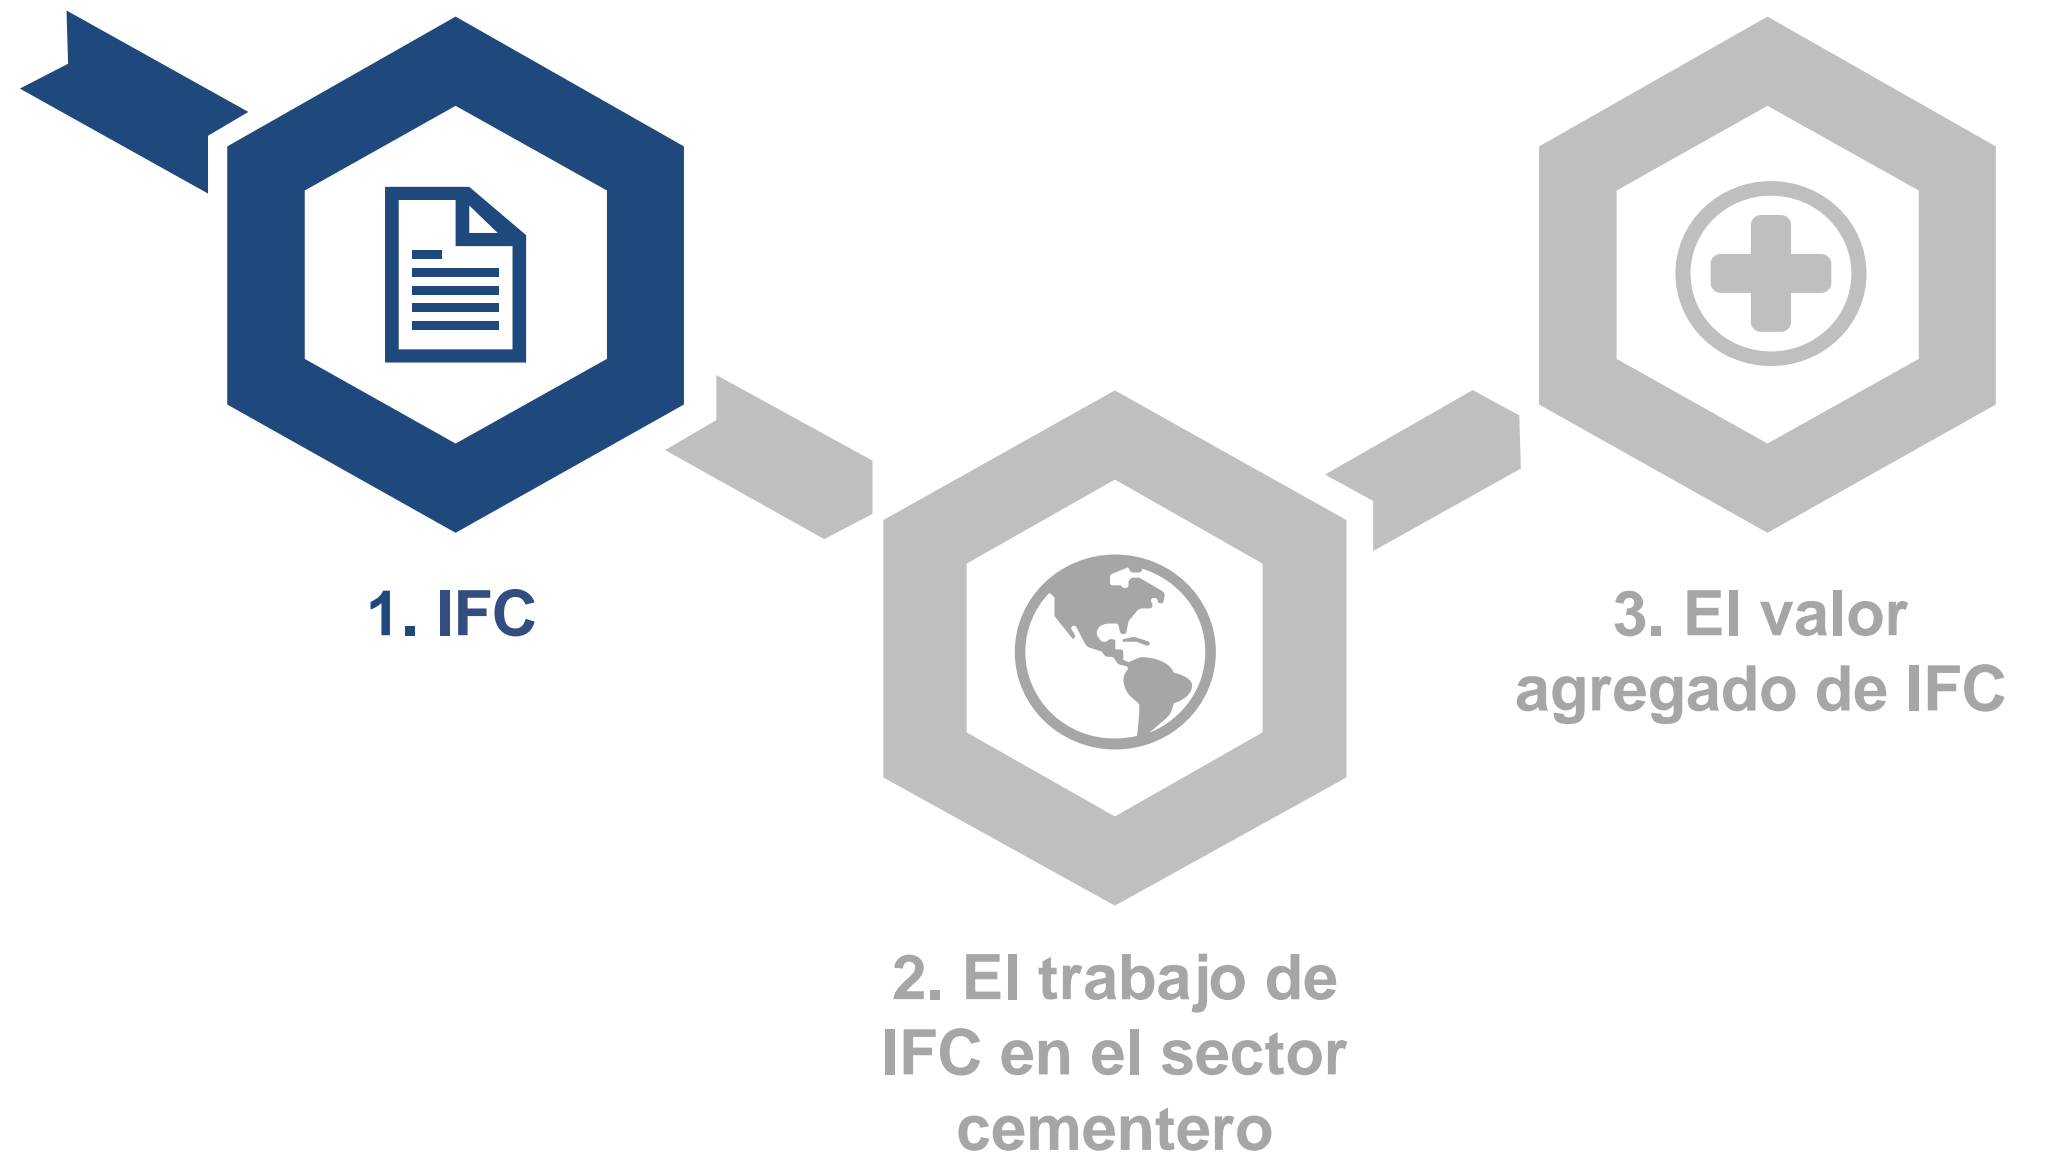 1. IFC
2. El trabajo de
IFC en el sector
cementero
3. El valor
agregado de IFC